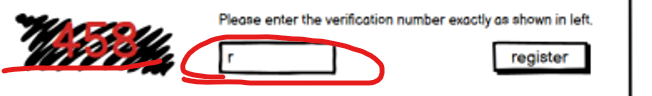 Please enter the verification number exactly as shown in left.
458
r
register